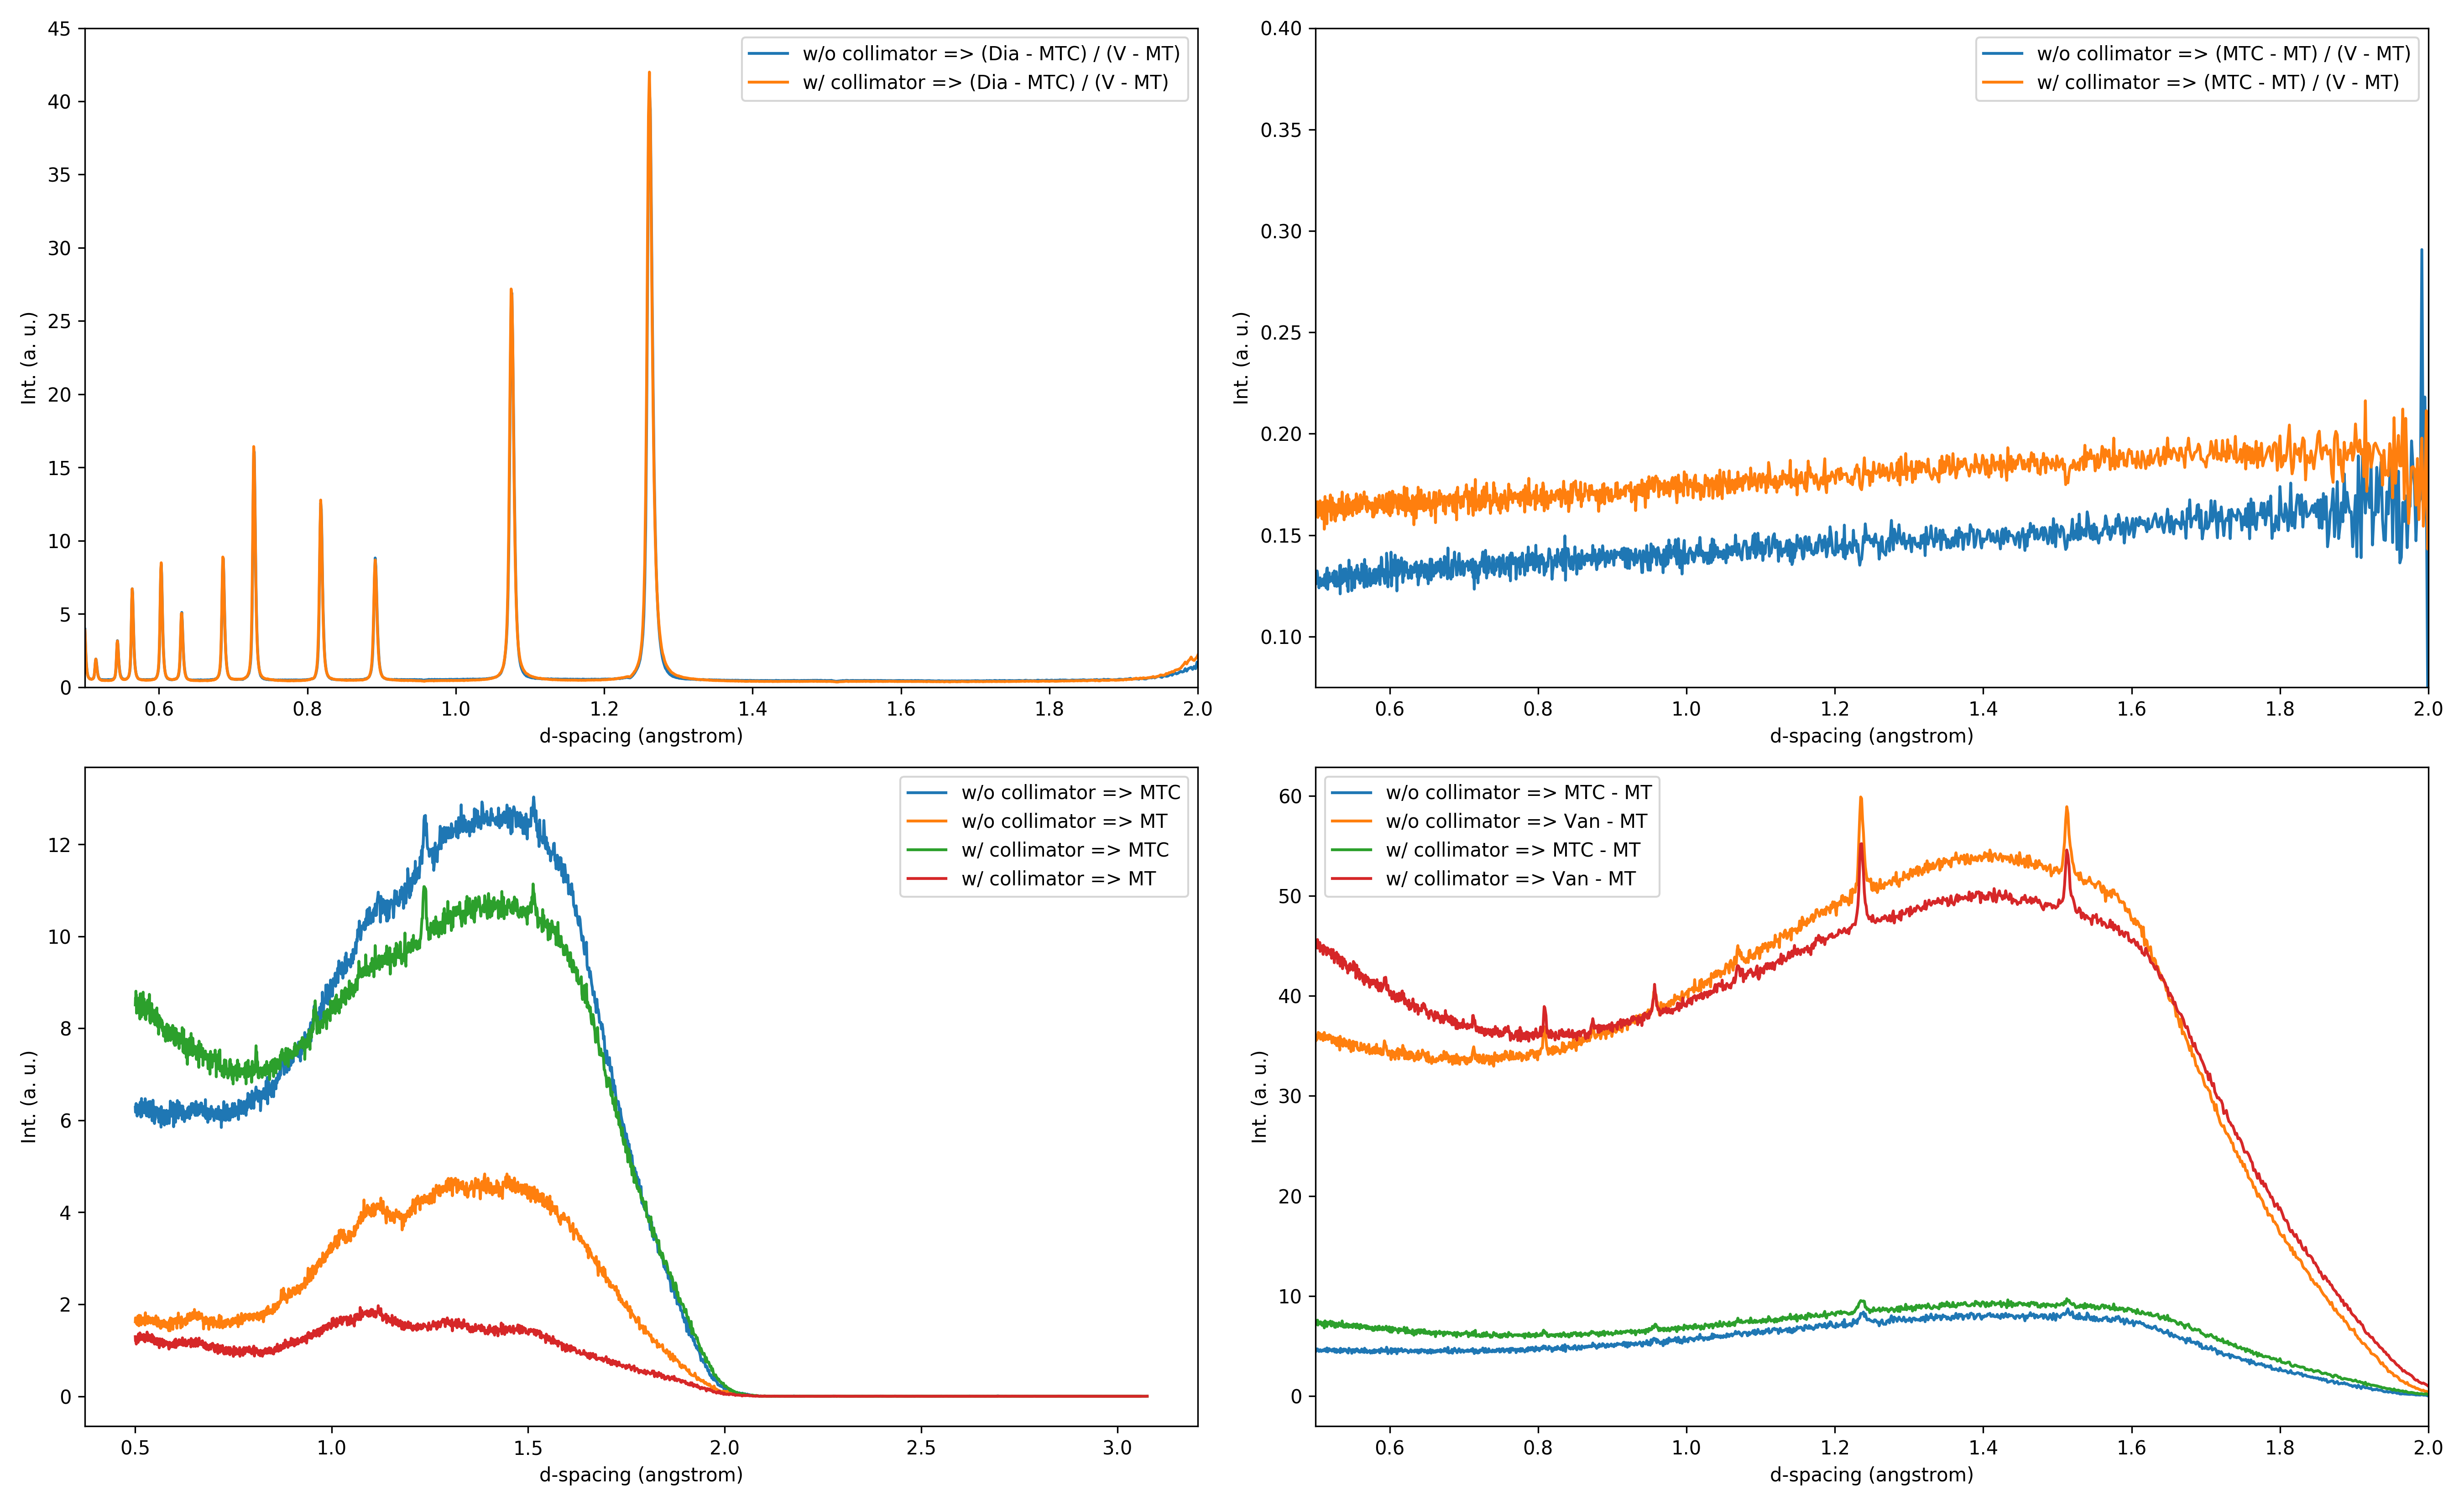 45
40
35
30
25
20
15
10
5
0
Int. (a. u.)
w/o collimator => (Dia - MTC) / (V - MT)
w/ collimator => (Dia - MTC) / (V - MT)
0.6 0.8 1.0 1.2 1.4 1.6 1.8 2.0
d-spacing (angstrom)
0.40
0.35
0.30
0.25
0.20
0.15
0.10
Int. (a. u.)
w/o collimator => (MTC - MT) / (V - MT)
w/ collimator => (MTC - MT) / (V - MT)
0.6 0.8 1.0 1.2 1.4 1.6 1.8 2.0
d-spacing (angstrom)
12
10
8
6
4
2
0
Int. (a. u.)
w/o collimator => MTC
w/o collimator => MT
w/ collimator => MTC
w/ collimator => MT
0.5 1.0 1.5 2.0 2.5 3.0
d-spacing (angstrom)
60
50
40
30
20
10
0
Int. (a. u.)
w/o collimator => MTC - MT
w/o collimator => Van - MT
w/ collimator => MTC - MT
w/ collimator => Van - MT
0.6 0.8 1.0 1.2 1.4 1.6 1.8 2.0
d-spacing (angstrom)